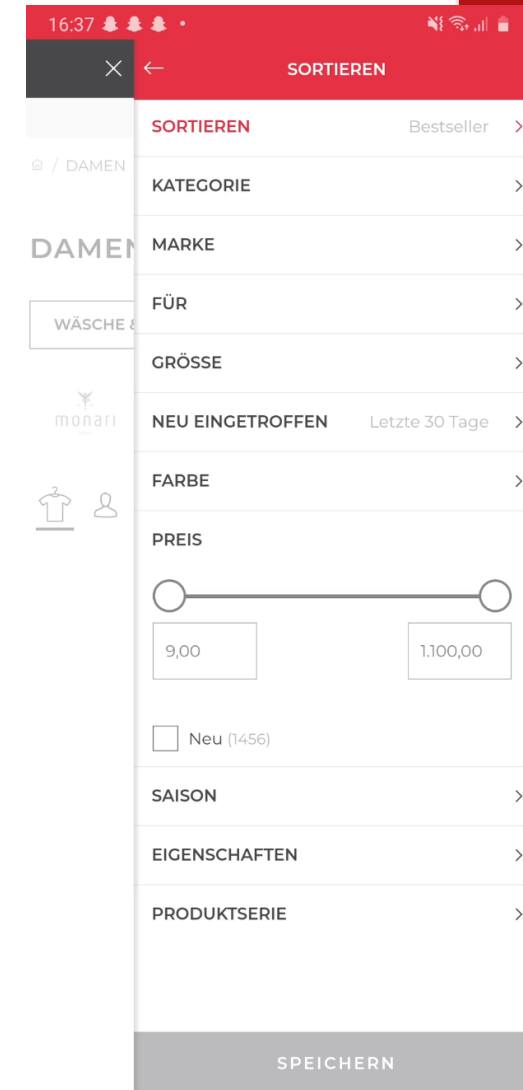 16:37
SORTIEREN
SORTIEREN Bestseller
/ DAMEN
KATEGORIE
DAMEN
MARKE
FÜR
WÄSCHE &
GRÖSSE
monari
NEU EINGETROFFEN Letzte 30 Tage
FARBE
PREIS
9,00 1.100,00
Neu (1456)
SAISON
EIGENSCHAFTEN
PRODUKTSERIE
SPEICHERN